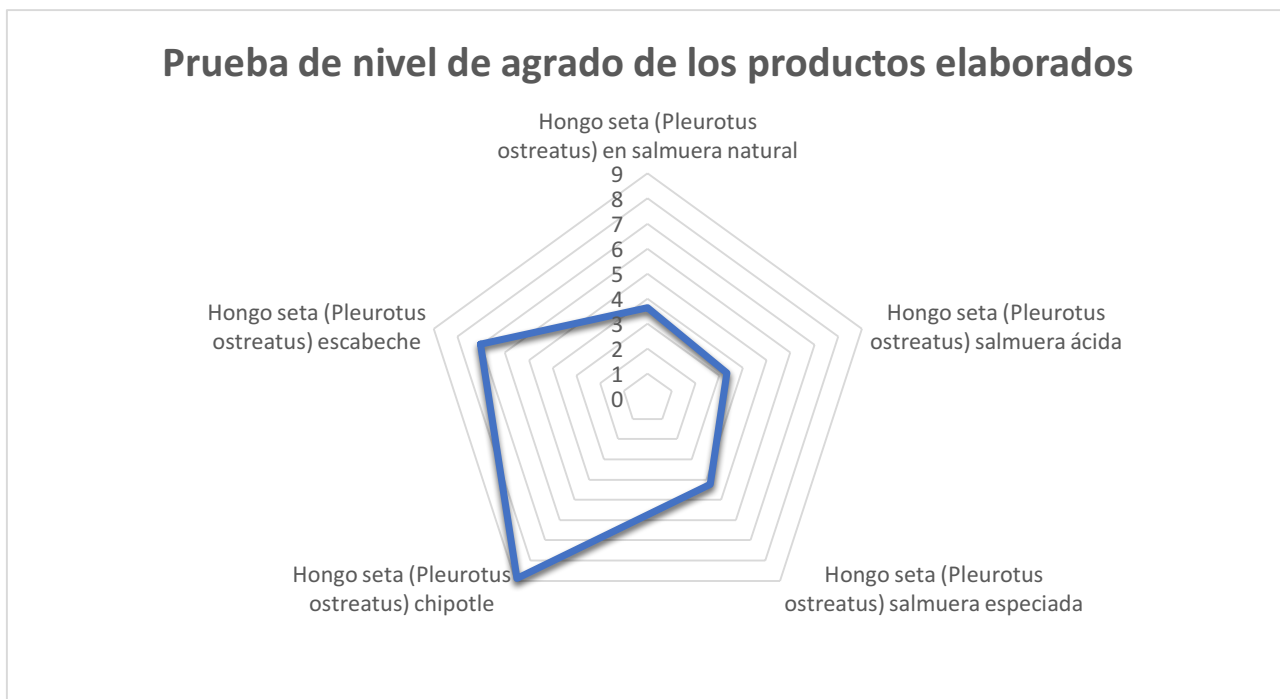 Prueba de nivel de agrado de los productos elaborados
Hongo seta (Pleurotus
ostreatus) en salmuera natural
9
8
7
6
5
4
3
2
1
0
Hongo seta (Pleurotus
ostreatus) salmuera ácida
Hongo seta (Pleurotus
ostreatus) salmuera especiada
Hongo seta (Pleurotus
ostreatus) chipotle
Hongo seta (Pleurotus
ostreatus) escabeche